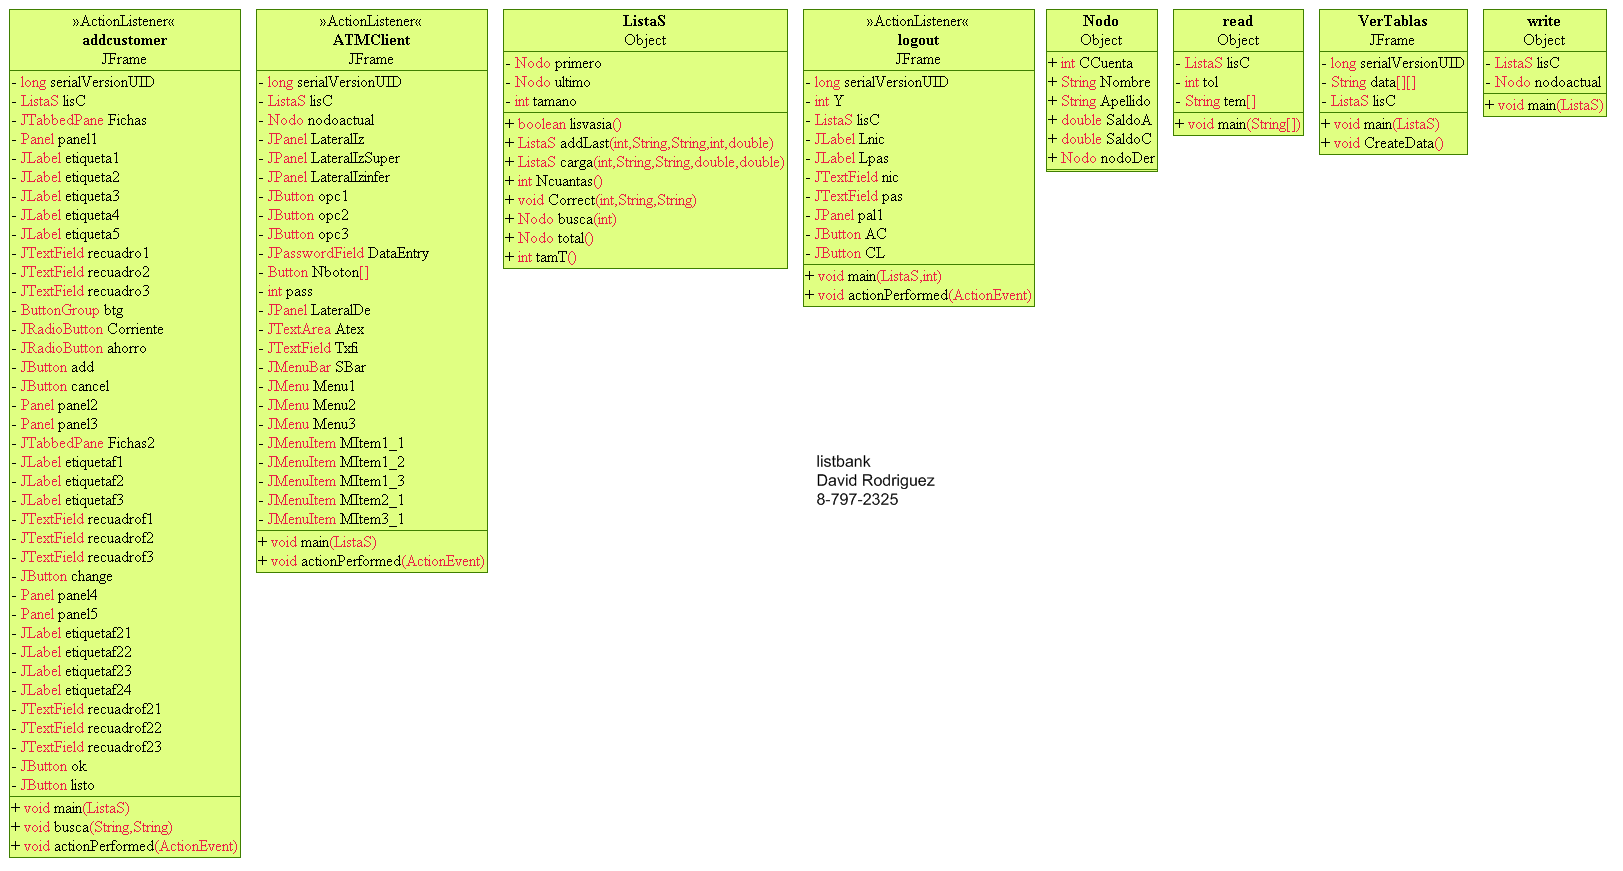 »ActionListener«
addcustomer
JFrame
- long serialVersionUID
- ListaS lisC
- JTabbedPane Fichas
- Panel panel1
- JLabel etiqueta1
- JLabel etiqueta2
- JLabel etiqueta3
- JLabel etiqueta4
- JLabel etiqueta5
- JTextField recuadro1
- JTextField recuadro2
- JTextField recuadro3
- ButtonGroup btg
- JRadioButton Corriente
- JRadioButton ahorro
- JButton add
- JButton cancel
- Panel panel2
- Panel panel3
- JTabbedPane Fichas2
- JLabel etiquetaf1
- JLabel etiquetaf2
- JLabel etiquetaf3
- JTextField recuadrof1
- JTextField recuadrof2
- JTextField recuadrof3
- JButton change
- Panel panel4
- Panel panel5
- JLabel etiquetaf21
- JLabel etiquetaf22
- JLabel etiquetaf23
- JLabel etiquetaf24
- JTextField recuadrof21
- JTextField recuadrof22
- JTextField recuadrof23
- JButton ok
- JButton listo
+ void main(ListaS)
+ void busca(String,String)
+ void actionPerformed(ActionEvent)
»ActionListener«
ATMClient
JFrame
- long serialVersionUID
- ListaS lisC
- Nodo nodoactual
- JPanel LateralIz
- JPanel LateralIzSuper
- JPanel LateralIzinfer
- JButton opc1
- JButton opc2
- JButton opc3
- JPasswordField DataEntry
- Button Nboton[]
- int pass
- JPanel LateralDe
- JTextArea Atex
- JTextField Txfi
- JMenuBar SBar
- JMenu Menu1
- JMenu Menu2
- JMenu Menu3
- JMenuItem MItem1_1
- JMenuItem MItem1_2
- JMenuItem MItem1_3
- JMenuItem MItem2_1
- JMenuItem MItem3_1
+ void main(ListaS)
+ void actionPerformed(ActionEvent)
ListaS
Object
- Nodo primero
- Nodo ultimo
- int tamano
+ boolean lisvasia()
+ ListaS addLast(int,String,String,int,double)
+ ListaS carga(int,String,String,double,double)
+ int Ncuantas()
+ void Correct(int,String,String)
+ Nodo busca(int)
+ Nodo total()
+ int tamT()
»ActionListener«
logout
JFrame
- long serialVersionUID
- int Y
- ListaS lisC
- JLabel Lnic
- JLabel Lpas
- JTextField nic
- JTextField pas
- JPanel pal1
- JButton AC
- JButton CL
+ void main(ListaS,int)
+ void actionPerformed(ActionEvent)
Nodo
Object
+ int CCuenta
+ String Nombre
+ String Apellido
+ double SaldoA
+ double SaldoC
+ Nodo nodoDer
read
Object
- ListaS lisC
- int tol
- String tem[]
+ void main(String[])
VerTablas
JFrame
- long serialVersionUID
- String data[][]
- ListaS lisC
+ void main(ListaS)
+ void CreateData()
write
Object
- ListaS lisC
- Nodo nodoactual
+ void main(ListaS)
listbank
David Rodriguez
8-797-2325